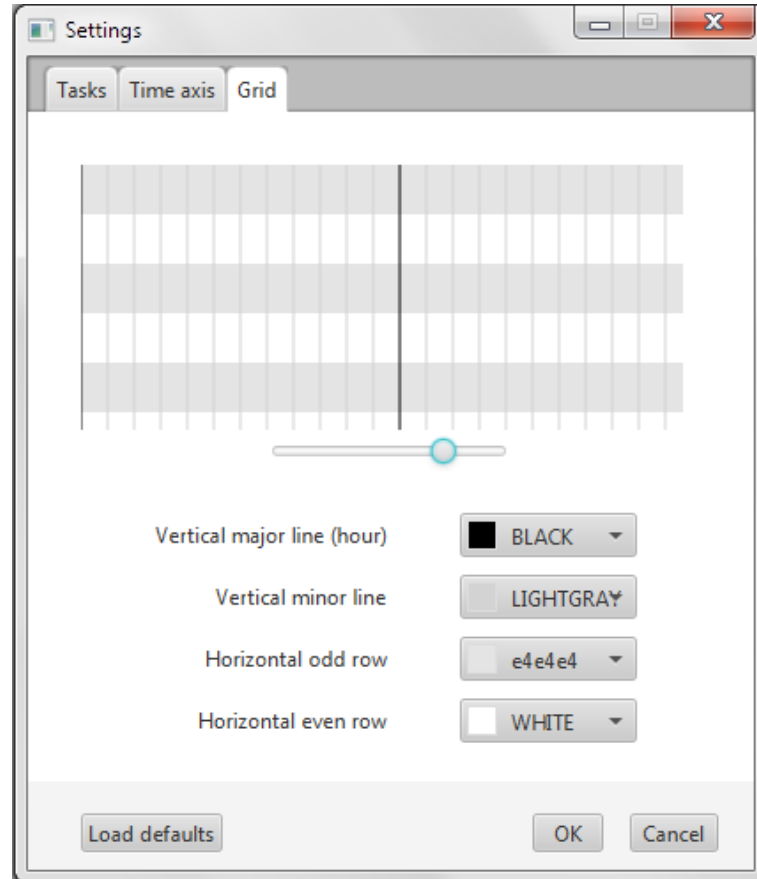 Settings
Tasks Time axis Grid
Vertical major line (hour) BLACK
Vertical minor line LIGHTGRAY
Horizontal odd row e4e4e4
Horizontal even row WHITE
Load defaults OK Cancel